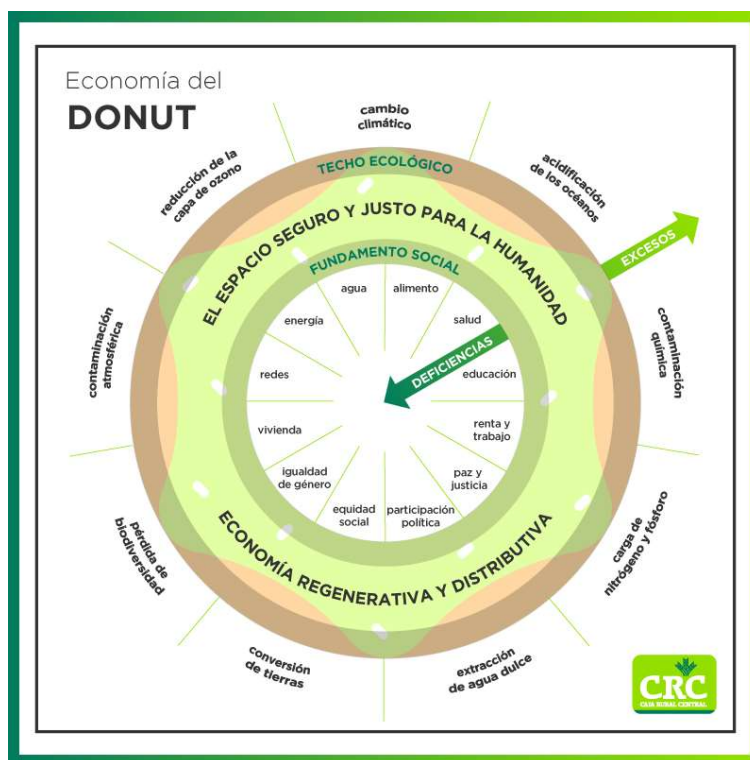 Economía del
DONUT
cambio
climático
acidificación
de los océanos
contaminación
química
carga de
nitrógeno y fósforo
extracción
de agua dulce
conversión
de tierras
pérdida de
biodiversidad
contaminación
atmosférica
reducción de la
capa de ozono
TECHO ECOLÓGICO
EL ESPACIO SEGURO Y JUSTO PARA LA HUMANIDAD
FUNDAMENTO SOCIAL
EXCESOS
DEFICIENCIAS
agua
alimento
energía
salud
redes
educación
vivienda
renta y
trabajo
igualdad
de género
paz y
justicia
equidad
social
participación
política
ECONOMÍA REGENERATIVA Y DISTRIBUTIVA
CRC
CAJA RURAL CENTRAL